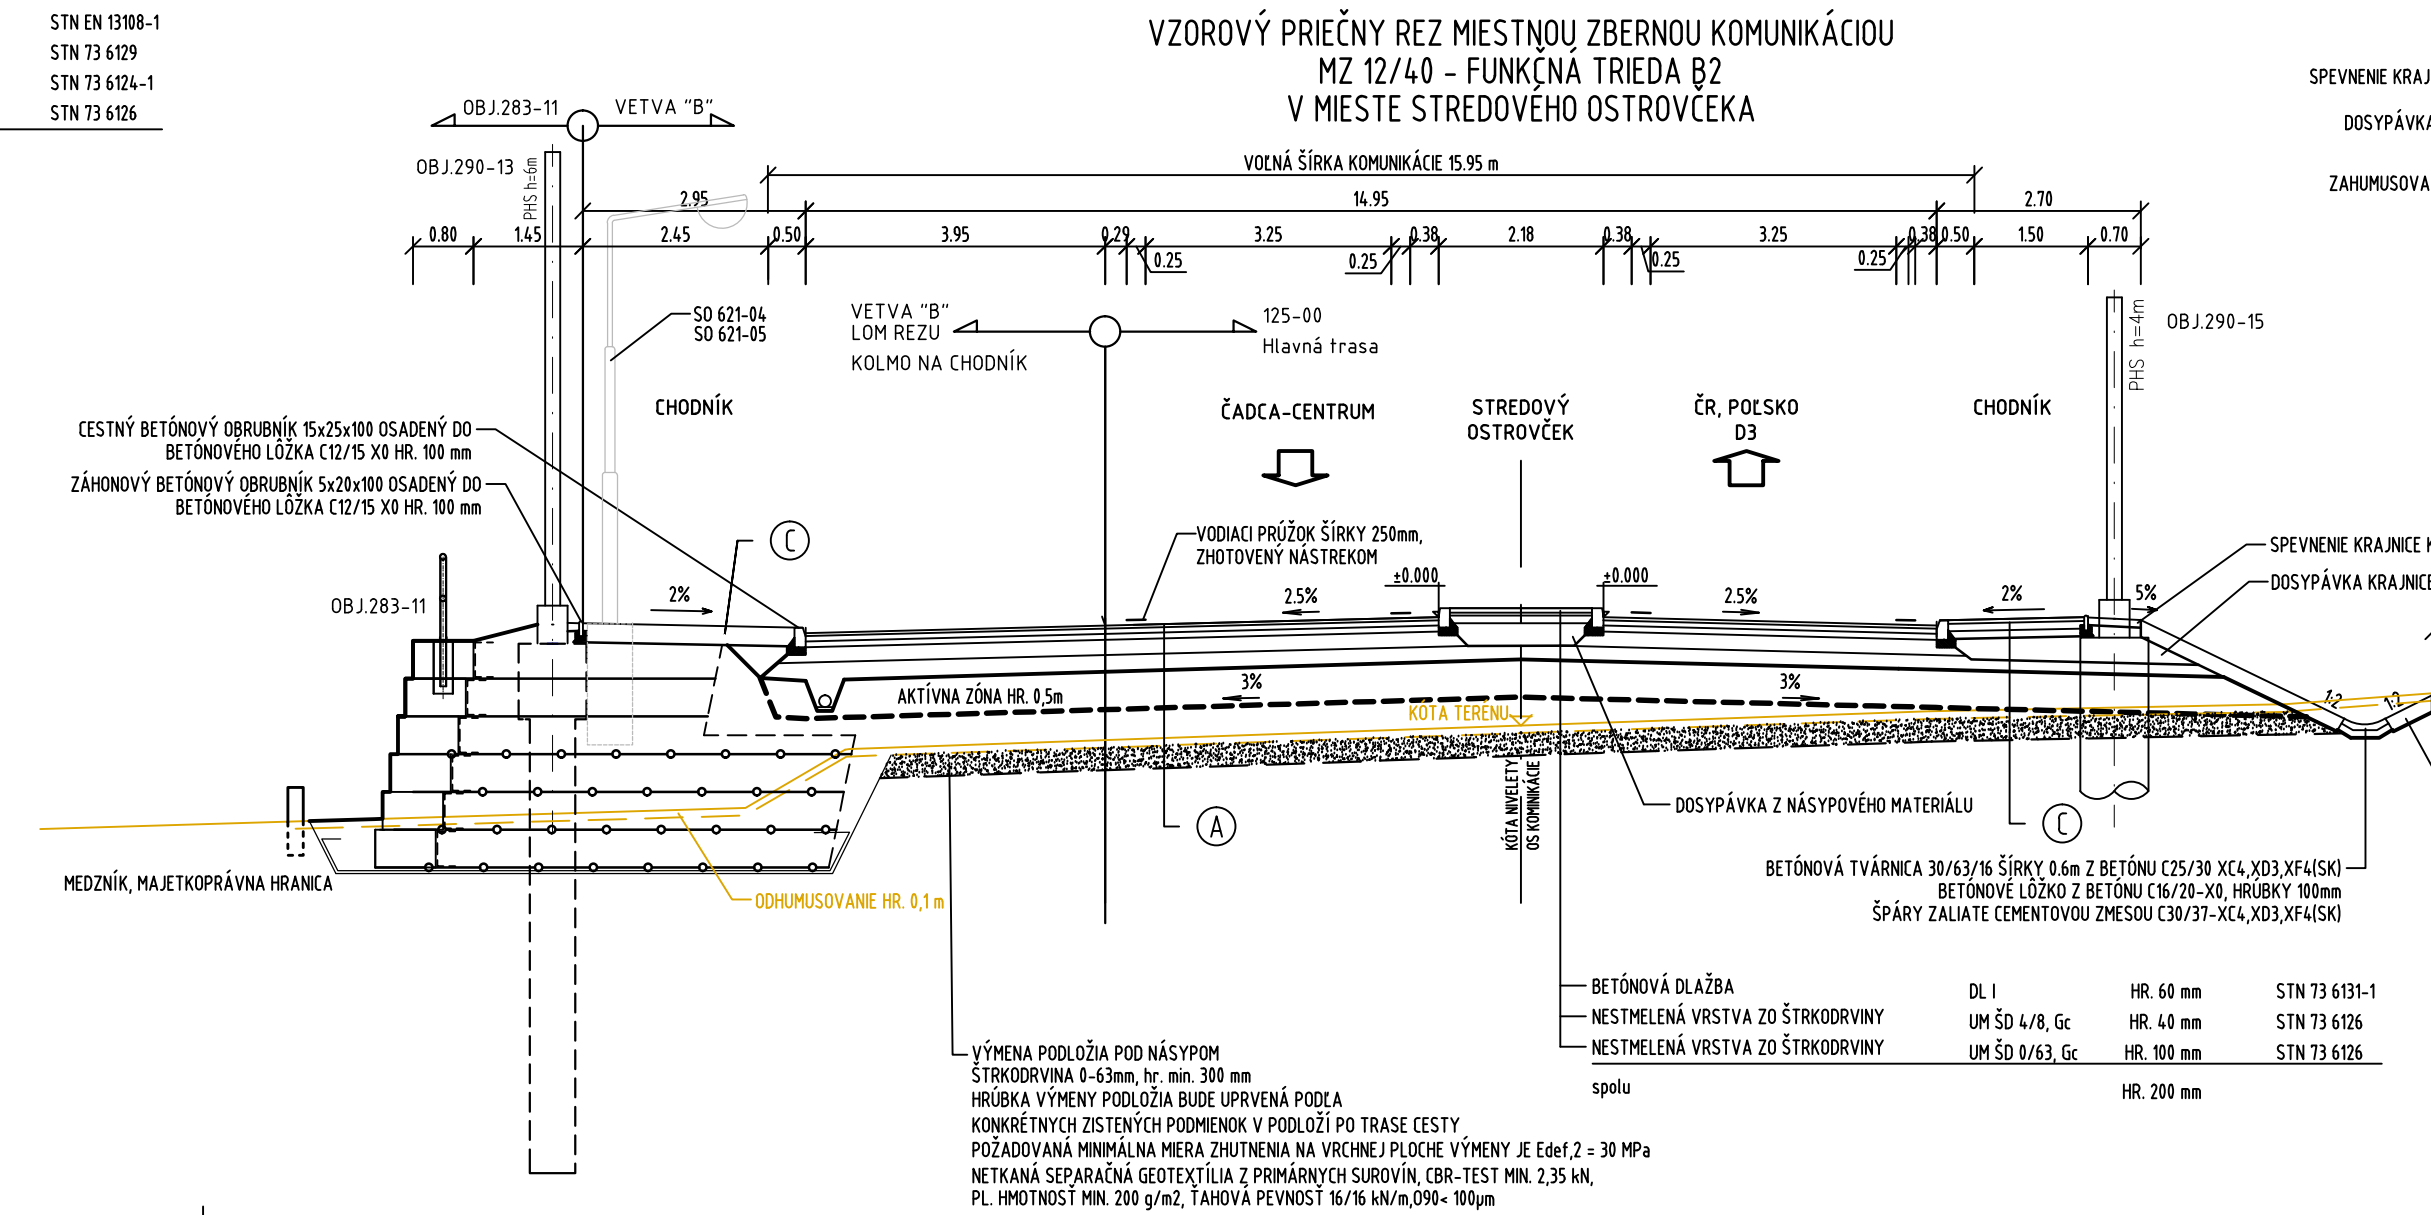 STN EN 13108-1
STN 73 6129
STN 73 6124-1
STN 73 6126
VZOROVÝ PRIEČNY REZ MIESTNOU ZBERNOU KOMUNIKÁCIOU
MZ 12/40 - FUNKČNÁ TRIEDA B2
V MIESTE STREDOVÉHO OSTROVČEKA
SPEVNENIE KRAJ
DOSYPÁVKA
ZAHUMUSOVA
OBJ.283-11
VETVA "B"
OBJ.290-13
PHS h=6m
VOĽNÁ ŠÍRKA KOMUNIKÁCIE 15.95 m
2.95
14.95
2.70
0.80
1.45
2.45
0.50
3.95
0.29
0.25
3.25
0.25
0.38
2.18
0.38
0.25
3.25
0.25
0.38
0.50
1.50
0.70
SO 621-04
SO 621-05
VETVA "B"
LOM REZU
KOLMO NA CHODNÍK
125-00
Hlavná trasa
PHS h=4m
OBJ.290-15
CHODNÍK
ČADCA-CENTRUM
STREDOVÝ
OSTROVČEK
ČR, POĽSKO
D3
CHODNÍK
CESTNÝ BETÓNOVÝ OBRUBNÍK 15x25x100 OSADENÝ DO
BETÓNOVÉHO LÔŽKA C12/15 X0 HR. 100 mm
ZÁHONOVÝ BETÓNOVÝ OBRUBNÍK 5x20x100 OSADENÝ DO
BETÓNOVÉHO LÔŽKA C12/15 X0 HR. 100 mm
C
VODIACI PRÚŽOK ŠÍRKY 250mm,
ZHOTOVENÝ NÁSTREKOM
SPEVNENIE KRAJNICE K
DOSYPÁVKA KRAJNICE
±0.000
±0.000
OBJ.283-11
2%
2.5%
2.5%
2%
5%
AKTÍVNA ZÓNA HR. 0,5m
3%
3%
KÓTA TERÉNU
1:2
1:2
KÓTA NIVELETY
OS KOMINIKÁCIE
DOSYPÁVKA Z NÁSYPOVÉHO MATERIÁLU
A
C
MEDZNÍK, MAJETKOPRÁVNA HRANICA
ODHUMUSOVANIE HR. 0,1 m
BETÓNOVÁ TVÁRNICA 30/63/16 ŠÍRKY 0.6m Z BETÓNU C25/30 XC4,XD3,XF4(SK)
BETÓNOVÉ LÔŽKO Z BETÓNU C16/20-X0, HRÚBKY 100mm
ŠPÁRY ZALIATE CEMENTOVOU ZMESOU C30/37-XC4,XD3,XF4(SK)
BETÓNOVÁ DLAŽBA DL I HR. 60 mm STN 73 6131-1
NESTMELENÁ VRSTVA ZO ŠTRKODRVINY UM ŠD 4/8, Gc HR. 40 mm STN 73 6126
NESTMELENÁ VRSTVA ZO ŠTRKODRVINY UM ŠD 0/63, Gc HR. 100 mm STN 73 6126
spolu HR. 200 mm
VÝMENA PODLOŽIA POD NÁSYPOM
ŠTRKODRVINA 0-63mm, hr. min. 300 mm
HRÚBKA VÝMENY PODLOŽIA BUDE UPRVENÁ PODĽA
KONKRÉTNYCH ZISTENÝCH PODMIENOK V PODLOŽÍ PO TRASE CESTY
POŽADOVANÁ MINIMÁLNA MIERA ZHUTNENIA NA VRCHNEJ PLOCHE VÝMENY JE Edef,2 = 30 MPa
NETKANÁ SEPARAČNÁ GEOTEXTÍLIA Z PRIMÁRNYCH SUROVÍN, CBR-TEST MIN. 2,35 kN,
PL. HMOTNOSŤ MIN. 200 g/m2, ŤAHOVÁ PEVNOSŤ 16/16 kN/m,O90< 100µm